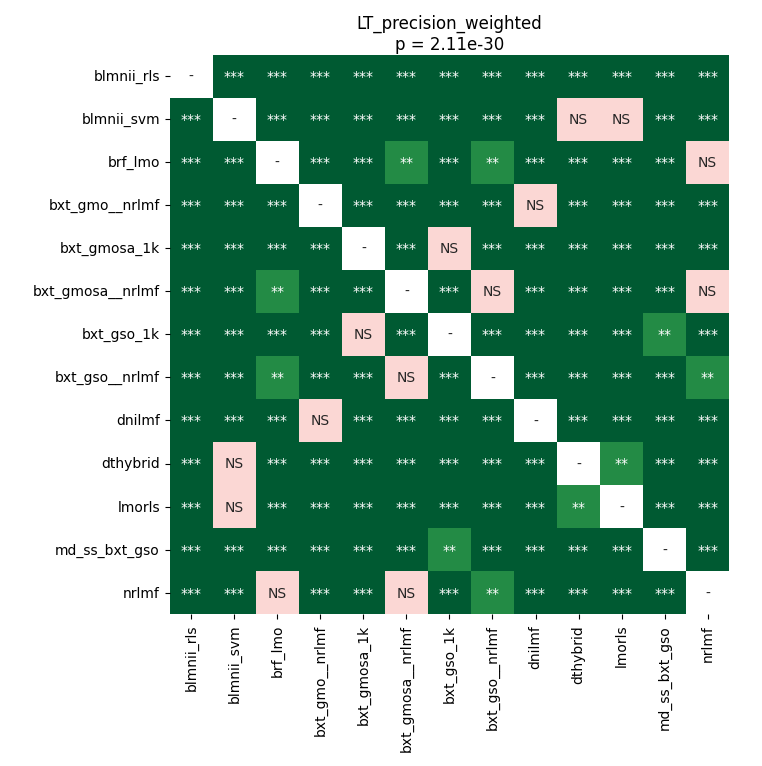 LT_precision_weighted
p = 2.11e-30
blmnii_rls - *** *** *** *** *** *** *** *** *** *** *** ***
blmnii_svm *** - *** *** *** *** *** *** *** NS NS *** ***
brf_lmo *** *** - *** *** ** *** ** *** *** *** *** NS
bxt_gmo__nrlmf *** *** *** - *** *** *** *** NS *** *** *** ***
bxt_gmosa_1k *** *** *** *** - *** NS *** *** *** *** *** ***
bxt_gmosa__nrlmf *** *** ** *** *** - *** NS *** *** *** *** NS
bxt_gso_1k *** *** *** *** NS *** - *** *** *** *** ** ***
bxt_gso__nrlmf *** *** ** *** *** NS *** - *** *** *** *** **
dnilmf *** *** *** NS *** *** *** *** - *** *** *** ***
dthybrid *** NS *** *** *** *** *** *** *** - ** *** ***
lmorls *** NS *** *** *** *** *** *** *** ** - *** ***
md_ss_bxt_gso *** *** *** *** *** *** ** *** *** *** *** - ***
nrlmf *** *** NS *** *** NS *** ** *** *** *** *** -
blmnii_rls
blmnii_svm
brf_lmo
bxt_gmo__nrlmf
bxt_gmosa_1k
bxt_gmosa__nrlmf
bxt_gso_1k
bxt_gso__nrlmf
dnilmf
dthybrid
lmorls
md_ss_bxt_gso
nrlmf